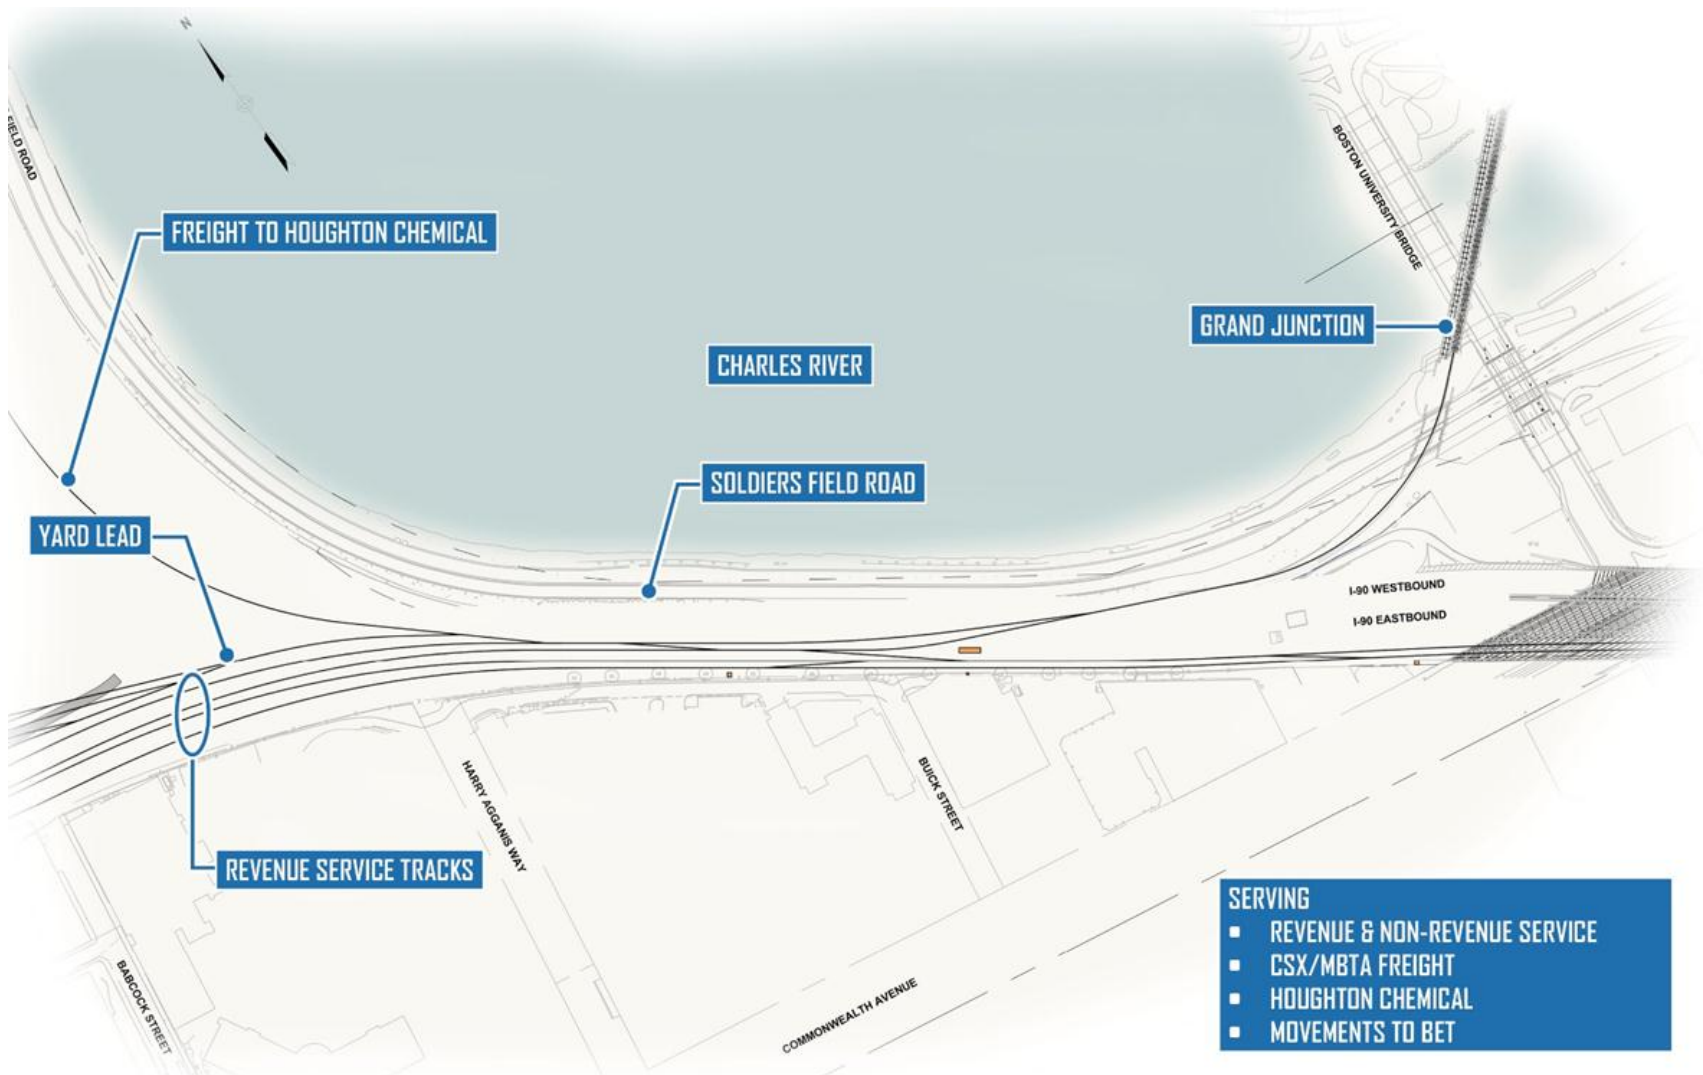 N
FIELD ROAD
BOSTON UNIVERSITY BRIDGE
FREIGHT TO HOUGHTON CHEMICAL
GRAND JUNCTION
CHARLES RIVER
SOLDIERS FIELD ROAD
YARD LEAD
I-90 WESTBOUND
I-90 EASTBOUND
HARRY AGGANIS WAY
BUICK STREET
REVENUE SERVICE TRACKS
BABCOCK STREET
COMMONWEALTH AVENUE
SERVING
▪ REVENUE & NON-REVENUE SERVICE
▪ CSX/MBTA FREIGHT
▪ HOUGHTON CHEMICAL
▪ MOVEMENTS TO BET